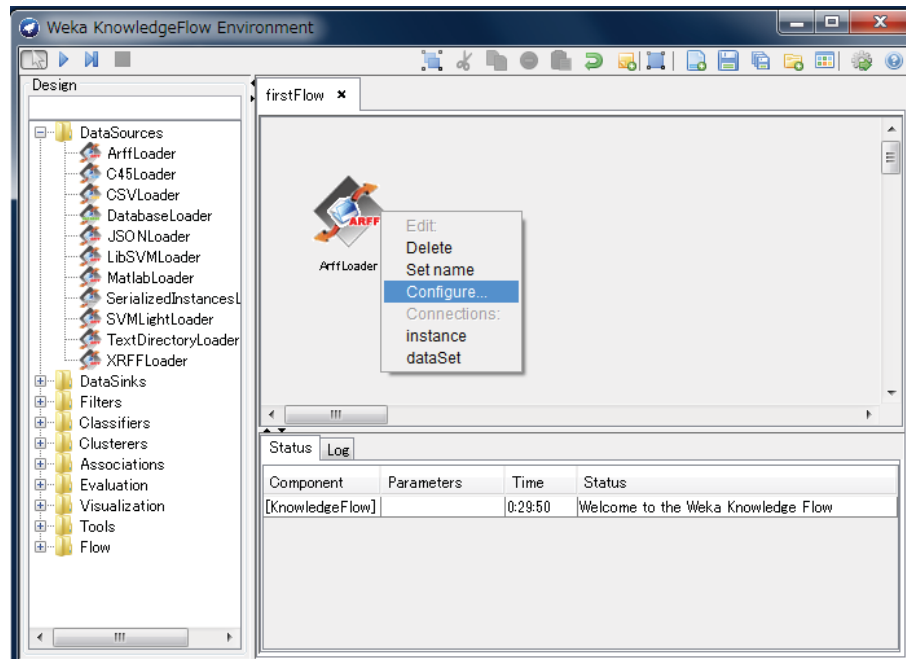 Weka KnowledgeFlow Environment
Design
firstFlow
DataSources
ArffLoader
C45Loader
CSVLoader
DatabaseLoader
JSONLoader
LibSVMLoader
MatlabLoader
SerializedInstancesL
SVMLightLoader
TextDirectoryLoader
XRFFLoader
DataSinks
Filters
Classifiers
Clusterers
Associations
Evaluation
Visualization
Tools
Flow
ARFF
ArffLoader
Edit:
Delete
Set name
Configure...
Connections:
instance
dataSet
Status Log
Component Parameters Time Status
[KnowledgeFlow] 0:29:50 Welcome to the Weka Knowledge Flow